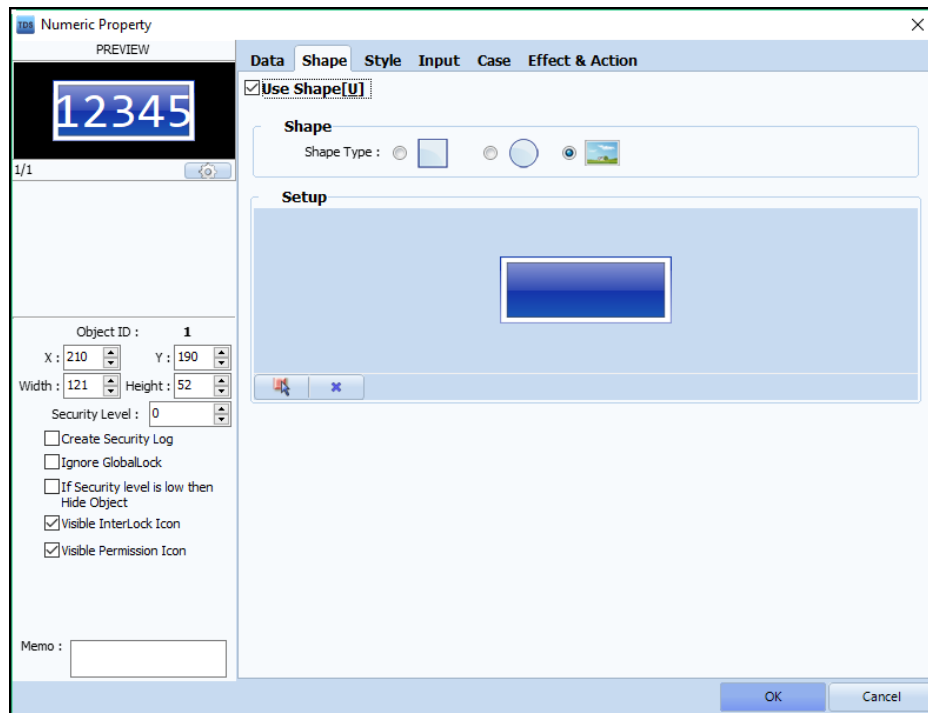 TDS Numeric Property
PREVIEW
12345
1/1
Data Shape Style Input Case Effect & Action
Use Shape[U]
Shape
Shape Type :
Setup
Object ID : 1
X : 210 Y : 190
Width : 121 Height : 52
Security Level : 0
Create Security Log
Ignore GlobalLock
If Security level is low then
Hide Object
Visible InterLock Icon
Visible Permission Icon
Memo :
OK Cancel